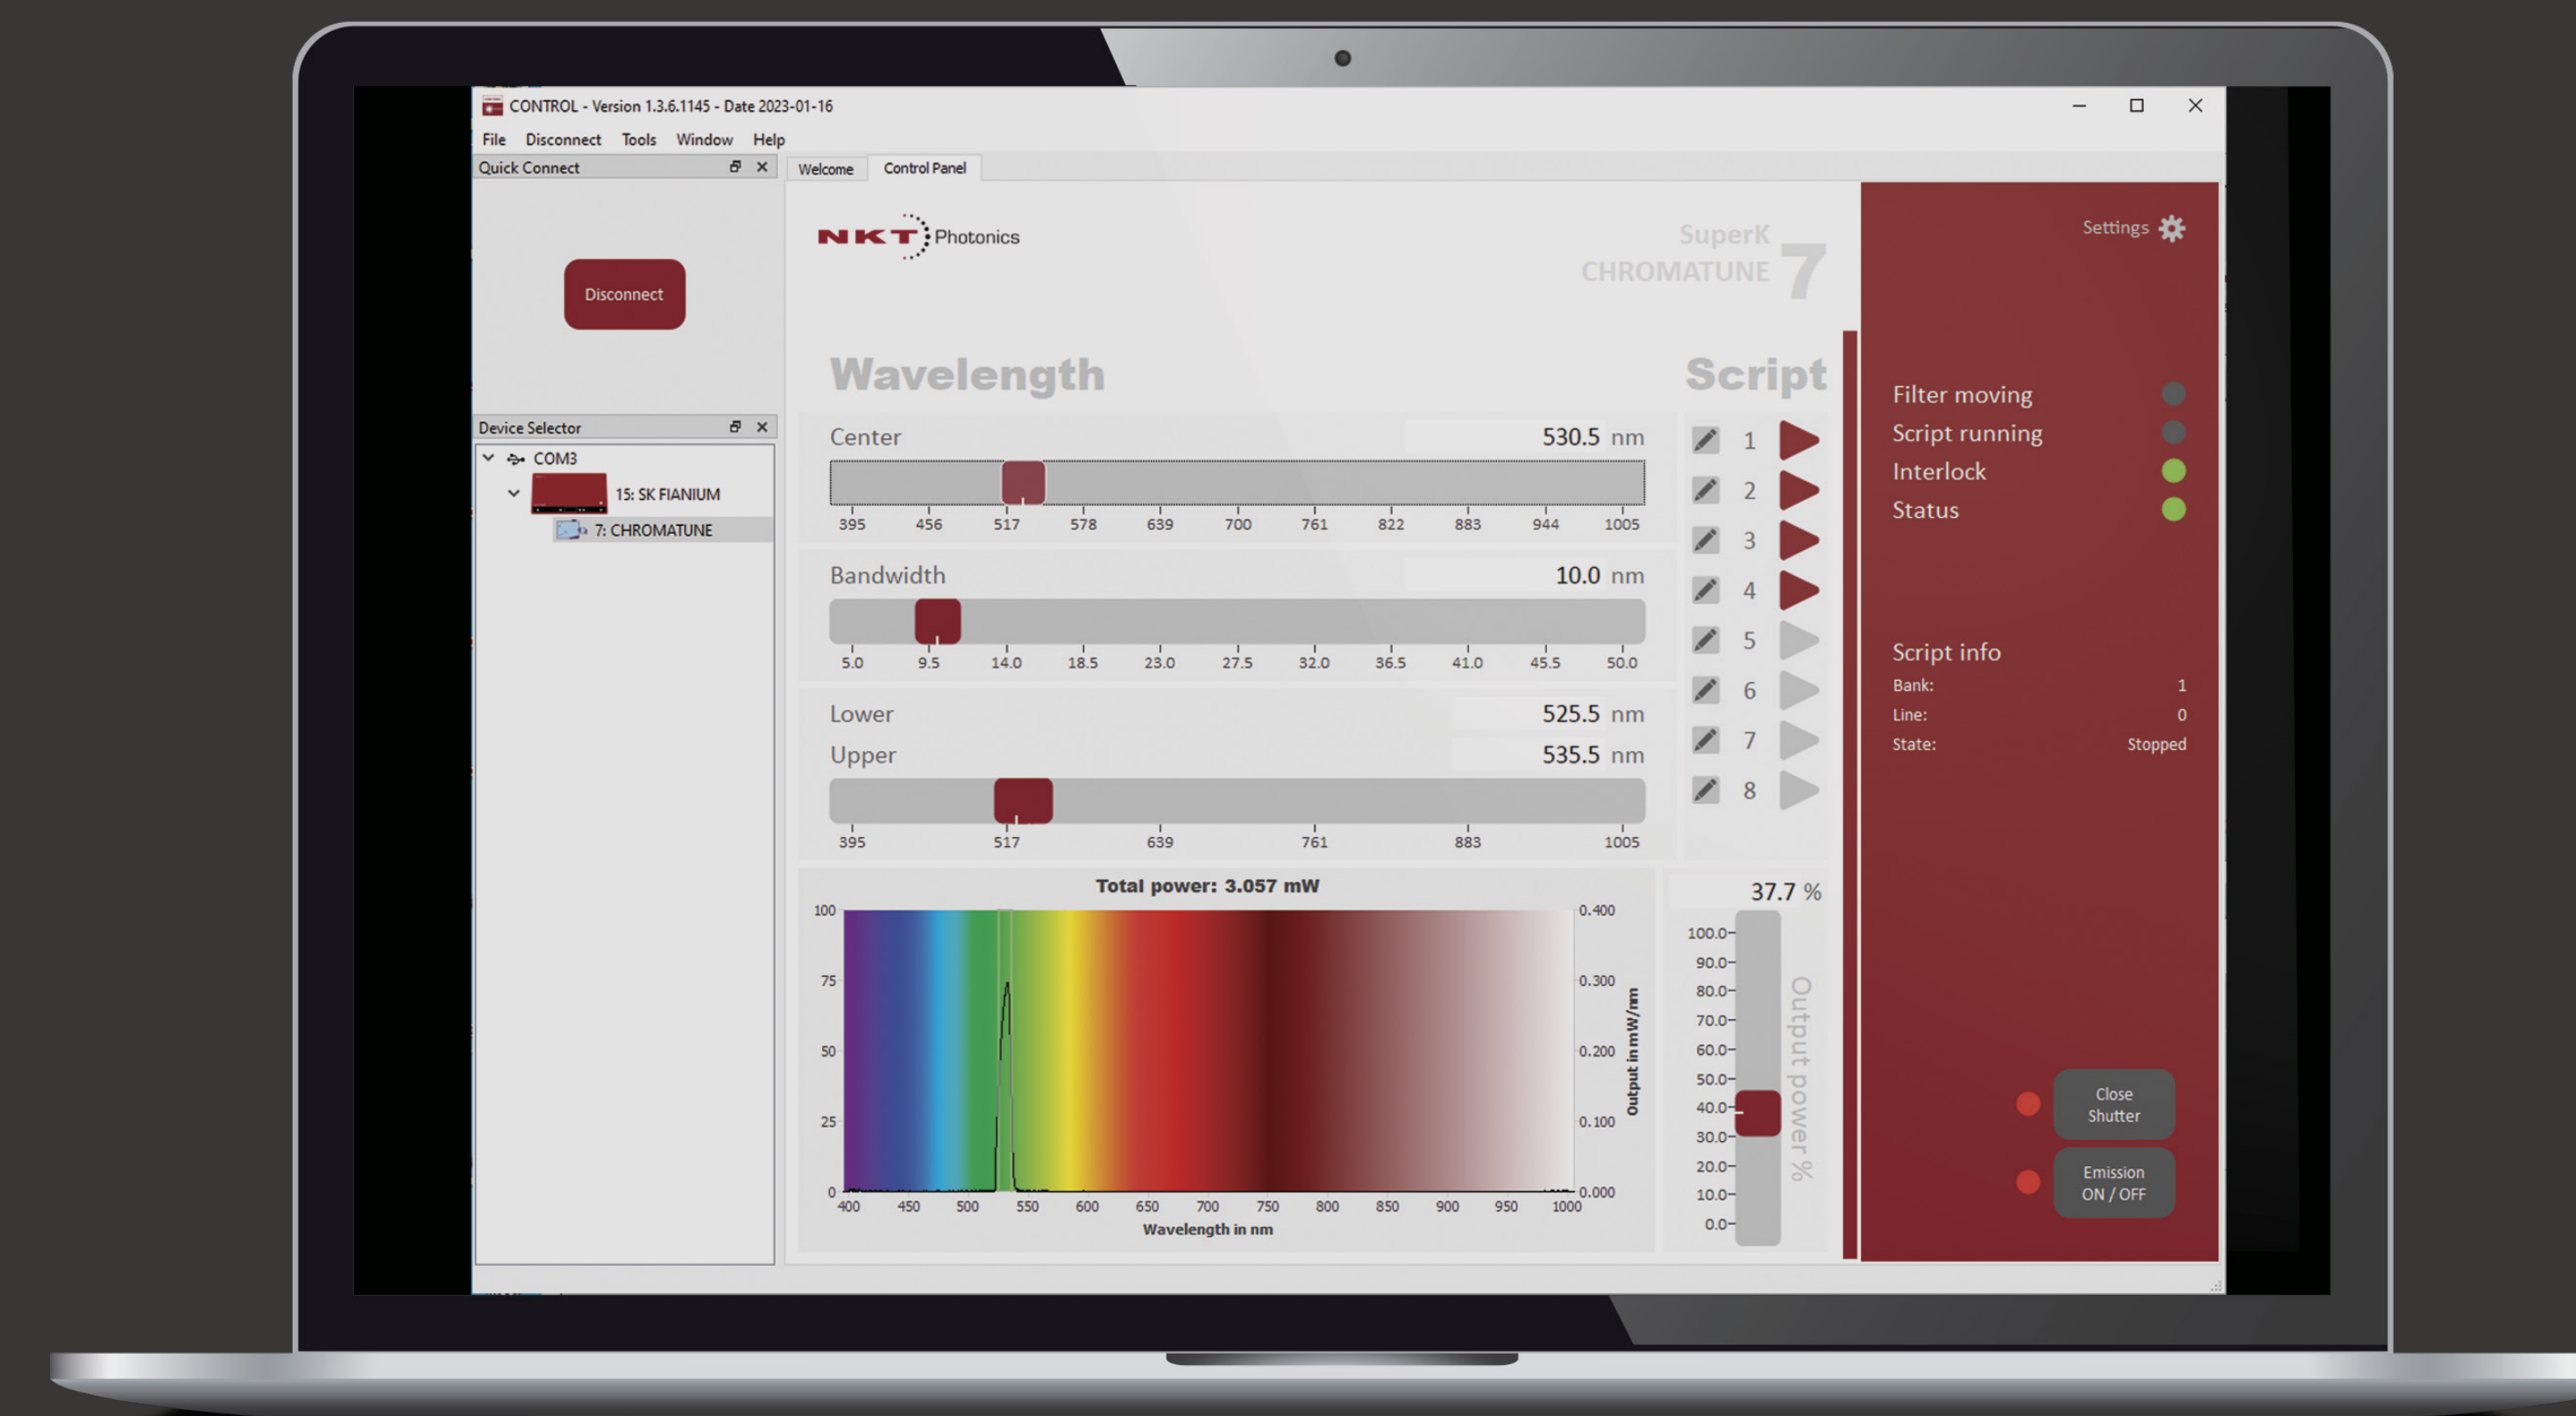 CONTROL - Version 1.3.6.1145 - Date 2023-01-16
File Disconnect Tools Window Help
Quick Connect
Welcome Control Panel
Disconnect
Device Selector
COM3
15: SK FIANIUM
7: CHROMATUNE
NKT Photonics
SuperK
CHROMATUNE 7
Wavelength
Center 530.5 nm
395 456 517 578 639 700 761 822 883 944 1005
Bandwidth 10.0 nm
5.0 9.5 14.0 18.5 23.0 27.5 32.0 36.5 41.0 45.5 50.0
Lower 525.5 nm
Upper 535.5 nm
395 517 639 761 883 1005
Script
1
2
3
4
5
6
7
8
Total power: 3.057 mW
100
75
50
25
0
0.400
0.300
0.200
0.100
0.000
Output in mW/nm
400 450 500 550 600 650 700 750 800 850 900 950 1000
Wavelength in nm
37.7 %
100.0
90.0
80.0
70.0
60.0
50.0
40.0
30.0
20.0
10.0
0.0
Output power %
Settings
Filter moving
Script running
Interlock
Status
Script info
Bank: 1
Line: 0
State: Stopped
Close
Shutter
Emission
ON / OFF